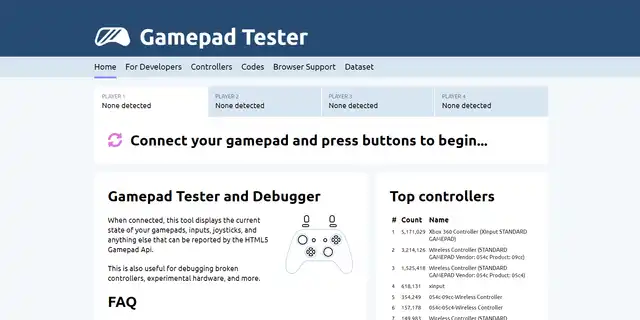 Gamepad Tester
Home For Developers Controllers Codes Browser Support Dataset
PLAYER 1 PLAYER 2 PLAYER 3 PLAYER 4
None detected None detected None detected None detected
Connect your gamepad and press buttons to begin...
Gamepad Tester and Debugger
When connected, this tool displays the current
state of your gamepads, inputs, joysticks, and
anything else that can be reported by the HTML5
Gamepad Api.
This is also useful for debugging broken
controllers, experimental hardware, and more.
FAQ
Top controllers
# Count Name
1 5,171,029 Xbox 360 Controller (XInput STANDARD
GAMEPAD)
2 3,214,126 Wireless Controller (STANDARD
GAMEPAD Vendor: 054c Product: 09cc)
3 1,525,418 Wireless Controller (STANDARD
GAMEPAD Vendor: 054c Product: 05c4)
4 618,131 xinput
5 354,249 054c-09cc-Wireless Controller
6 157,178 054c-05c4-Wireless Controller
7 Wireless Controller (STANDARD